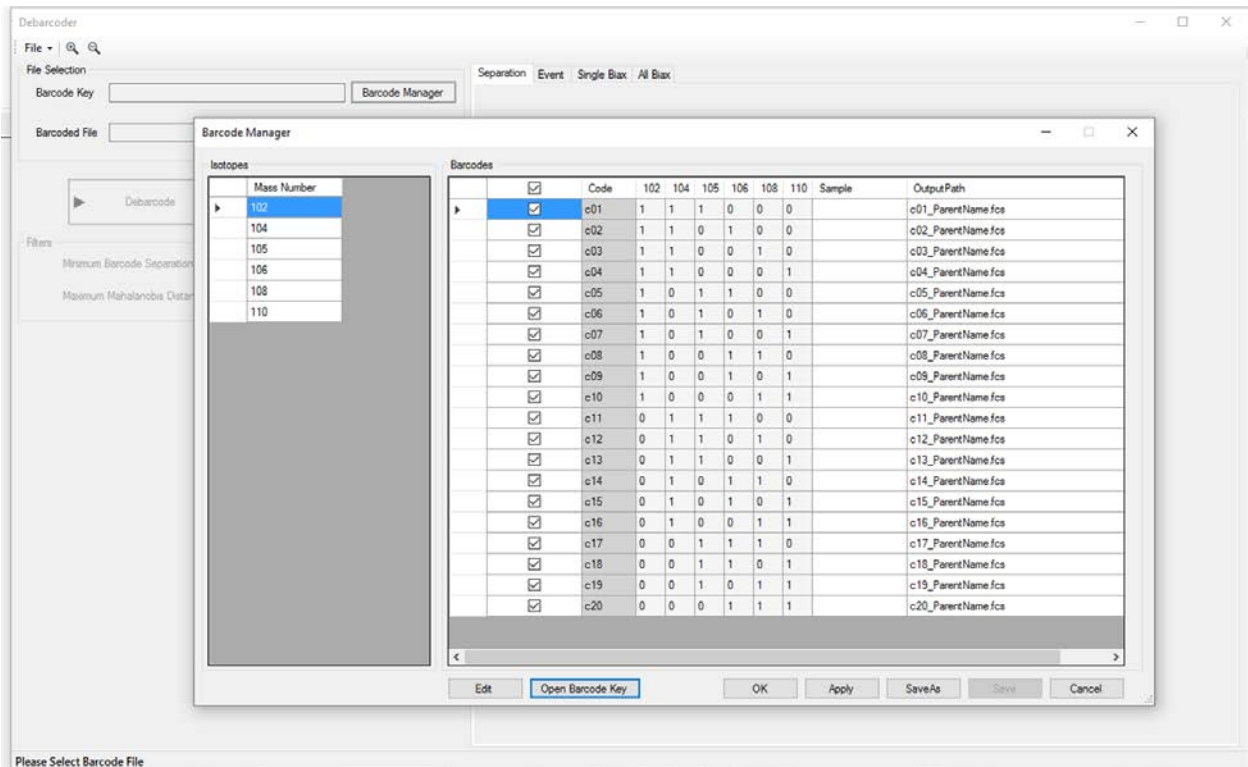 Debarcoder
File
File Selection
Barcode Key Barcode Manager
Barcoded File
Debarcode
Filters
Minimum Barcode Separation
Maximum Mahalanobis
Separation Event Single Biax All Biax
Barcode Manager
Isotopes
Mass Number
102
104
105
106
108
110
Barcodes
Code 102 104 105 106 108 110 Sample OutputPath
c01 1 1 1 0 0 0 c01_ParentName.fcs
c02 1 1 0 1 0 0 c02_ParentName.fcs
c03 1 1 0 0 1 0 c03_ParentName.fcs
c04 1 1 0 0 0 1 c04_ParentName.fcs
c05 1 0 1 1 0 0 c05_ParentName.fcs
c06 1 0 1 0 1 0 c06_ParentName.fcs
c07 1 0 1 0 0 1 c07_ParentName.fcs
c08 1 0 0 1 1 0 c08_ParentName.fcs
c09 1 0 0 1 0 1 c09_ParentName.fcs
c10 1 0 0 0 1 1 c10_ParentName.fcs
c11 0 1 1 1 0 0 c11_ParentName.fcs
c12 0 1 1 0 1 0 c12_ParentName.fcs
c13 0 1 1 0 0 1 c13_ParentName.fcs
c14 0 1 0 1 1 0 c14_ParentName.fcs
c15 0 1 0 1 0 1 c15_ParentName.fcs
c16 0 1 0 0 1 1 c16_ParentName.fcs
c17 0 0 1 1 1 0 c17_ParentName.fcs
c18 0 0 1 1 0 1 c18_ParentName.fcs
c19 0 0 1 0 1 1 c19_ParentName.fcs
c20 0 0 0 1 1 1 c20_ParentName.fcs
Edit Open Barcode Key OK Apply SaveAs Save Cancel
Please Select Barcode File